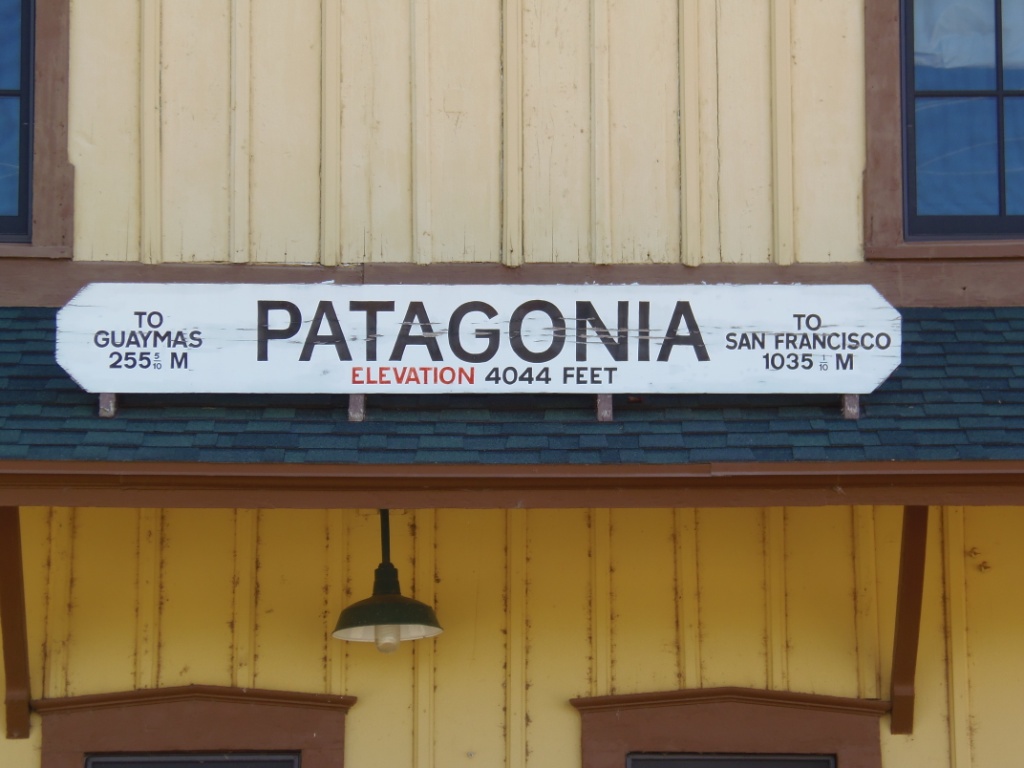 TO
GUAYMAS
255 5/10 M
PATAGONIA
ELEVATION 4044 FEET
TO
SAN FRANCISCO
1035 1/10 M